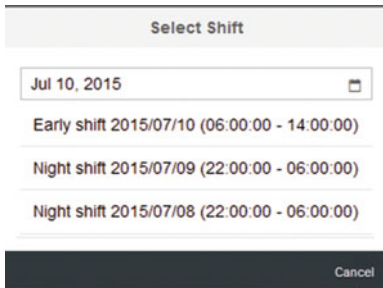 Select Shift
Jul 10, 2015
Early shift 2015/07/10 (06:00:00 - 14:00:00)
Night shift 2015/07/09 (22:00:00 - 06:00:00)
Night shift 2015/07/08 (22:00:00 - 06:00:00)
Cancel